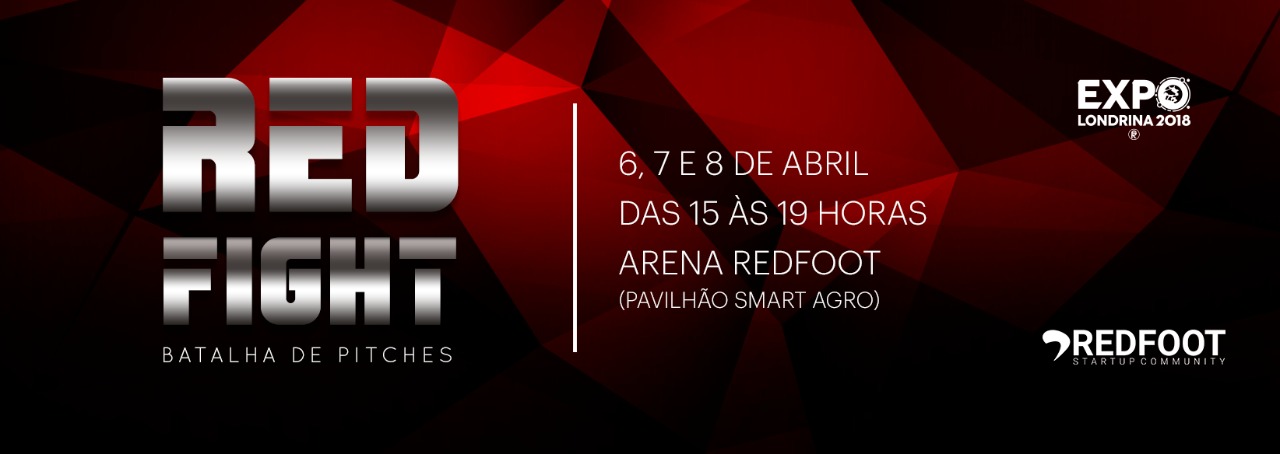 RED
FIGHT
BATALHA DE PITCHES
6, 7 E 8 DE ABRIL
DAS 15 ÀS 19 HORAS
ARENA REDFOOT
(PAVILHÃO SMART AGRO)
EXPO
LONDRINA 2018
®
REDFOOT
STARTUP COMMUNITY